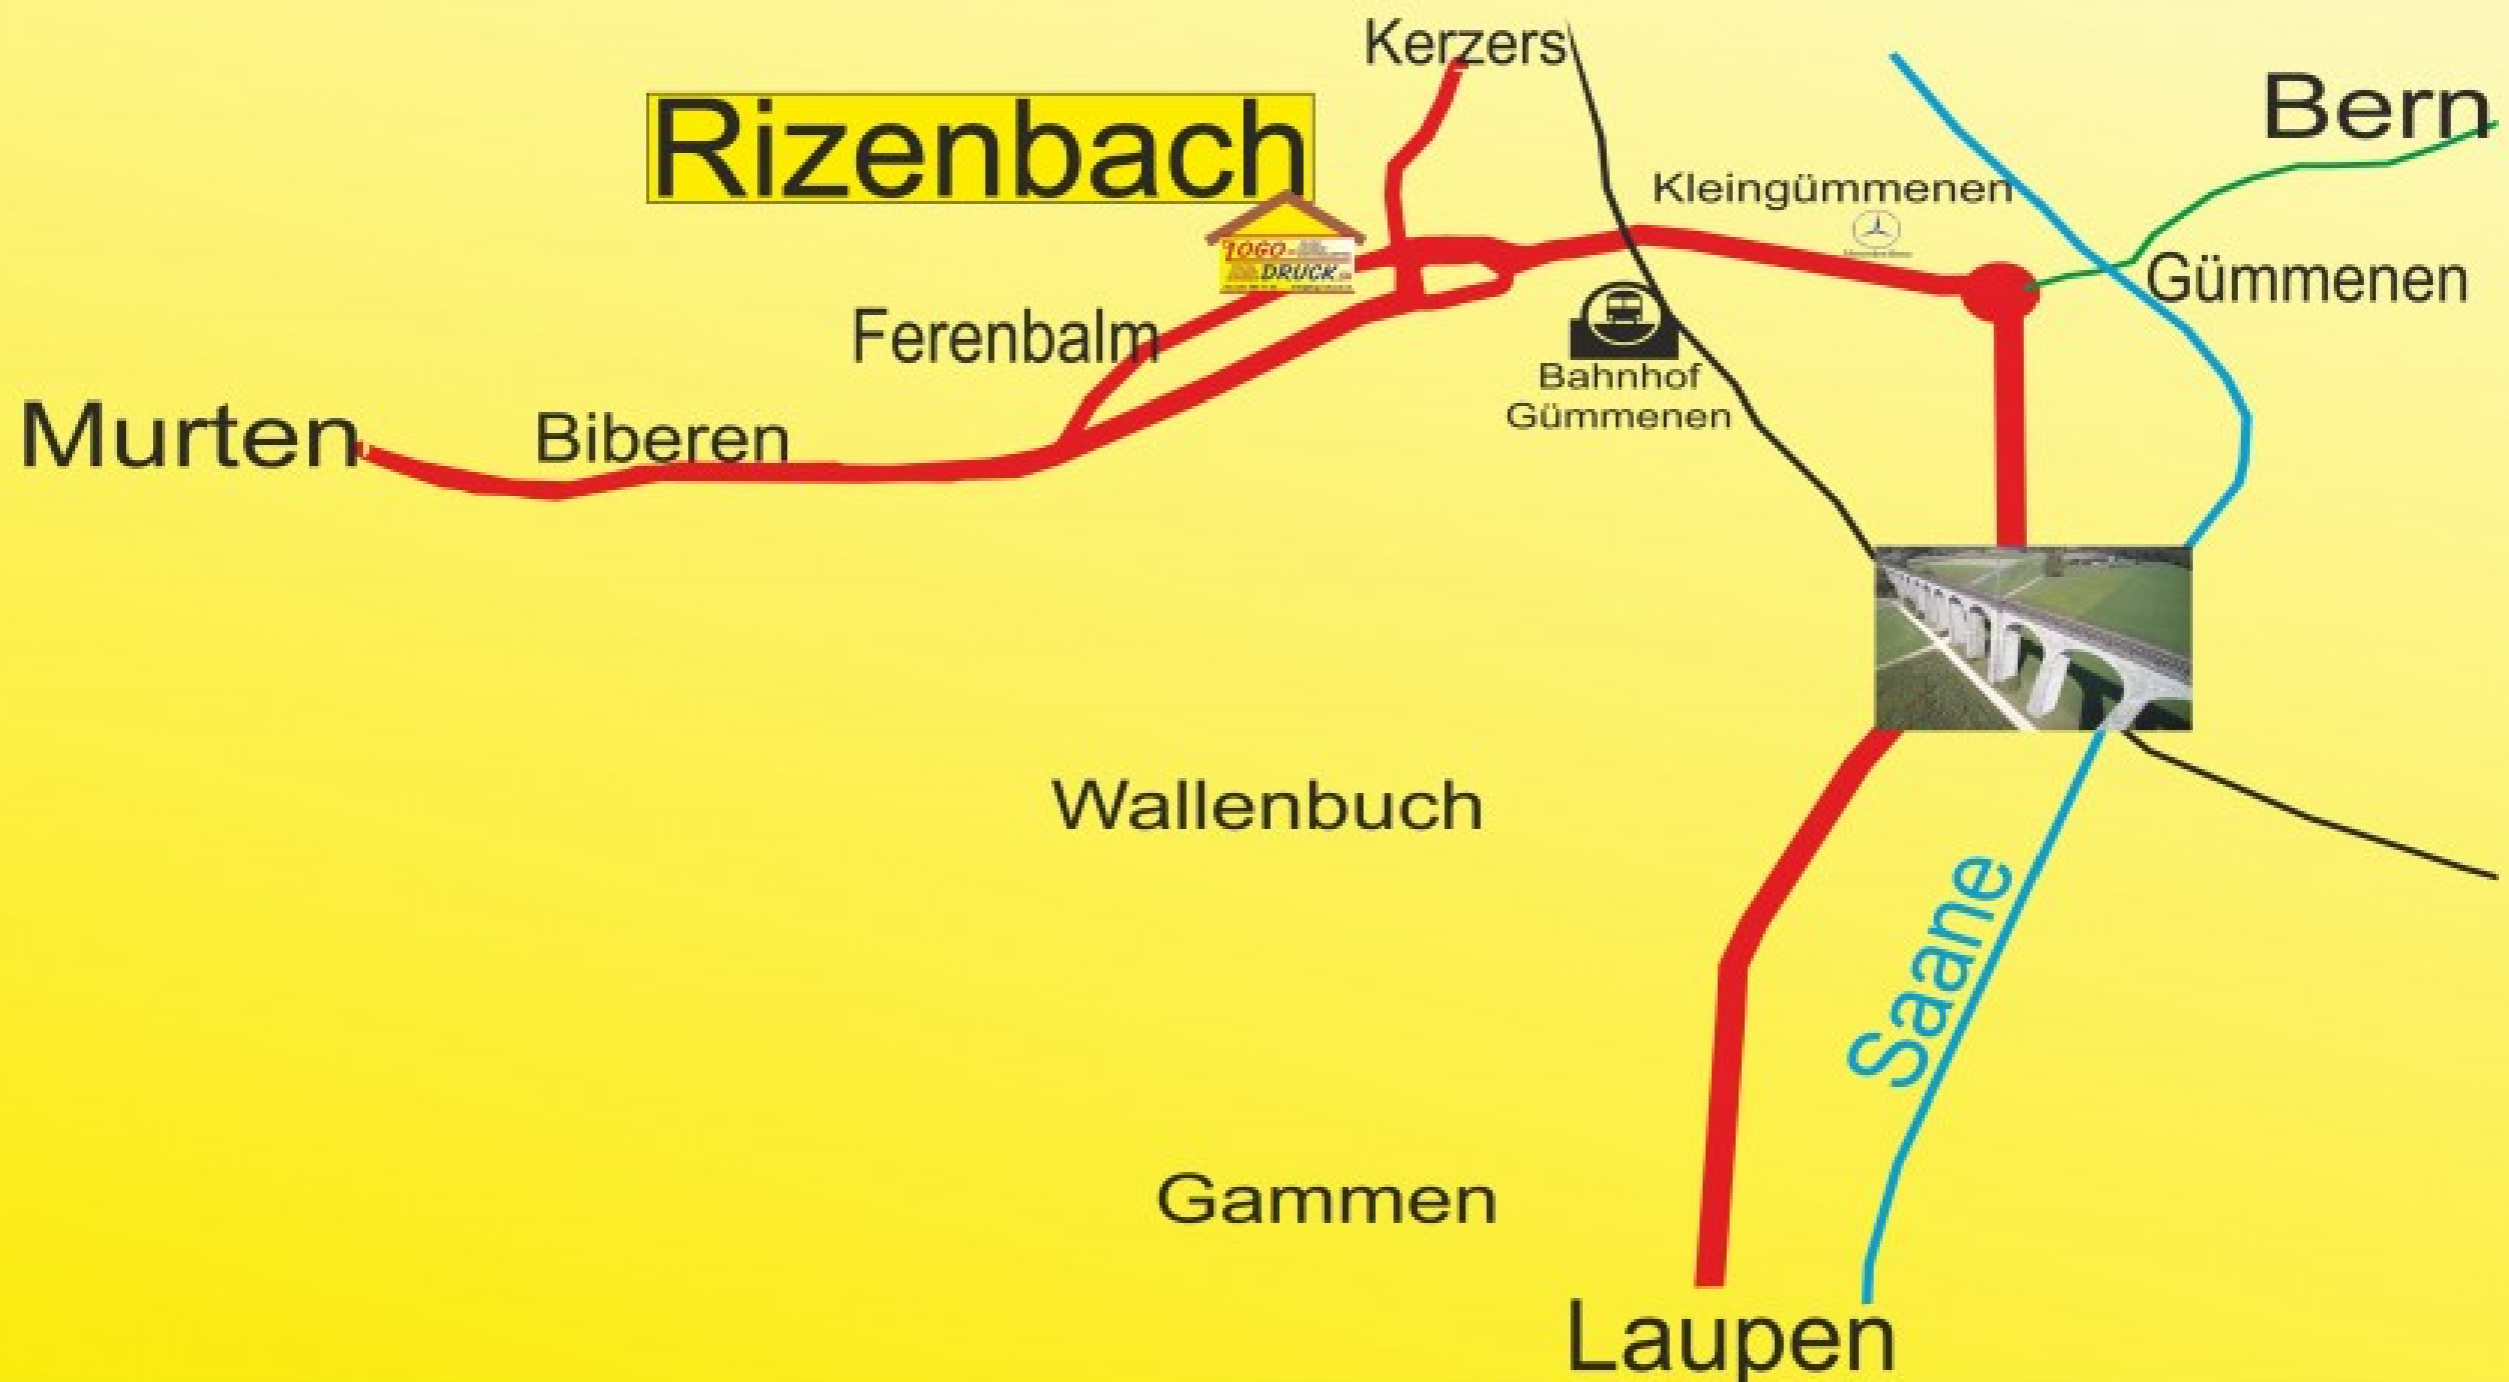 Kerzers
Rizenbach
Bern
Kleingümmenen
LOGO-
DRUCK
Gümmenen
Ferenbalm
Bahnhof
Gümmenen
Murten
Biberen
Wallenbuch
Saane
Gammen
Laupen